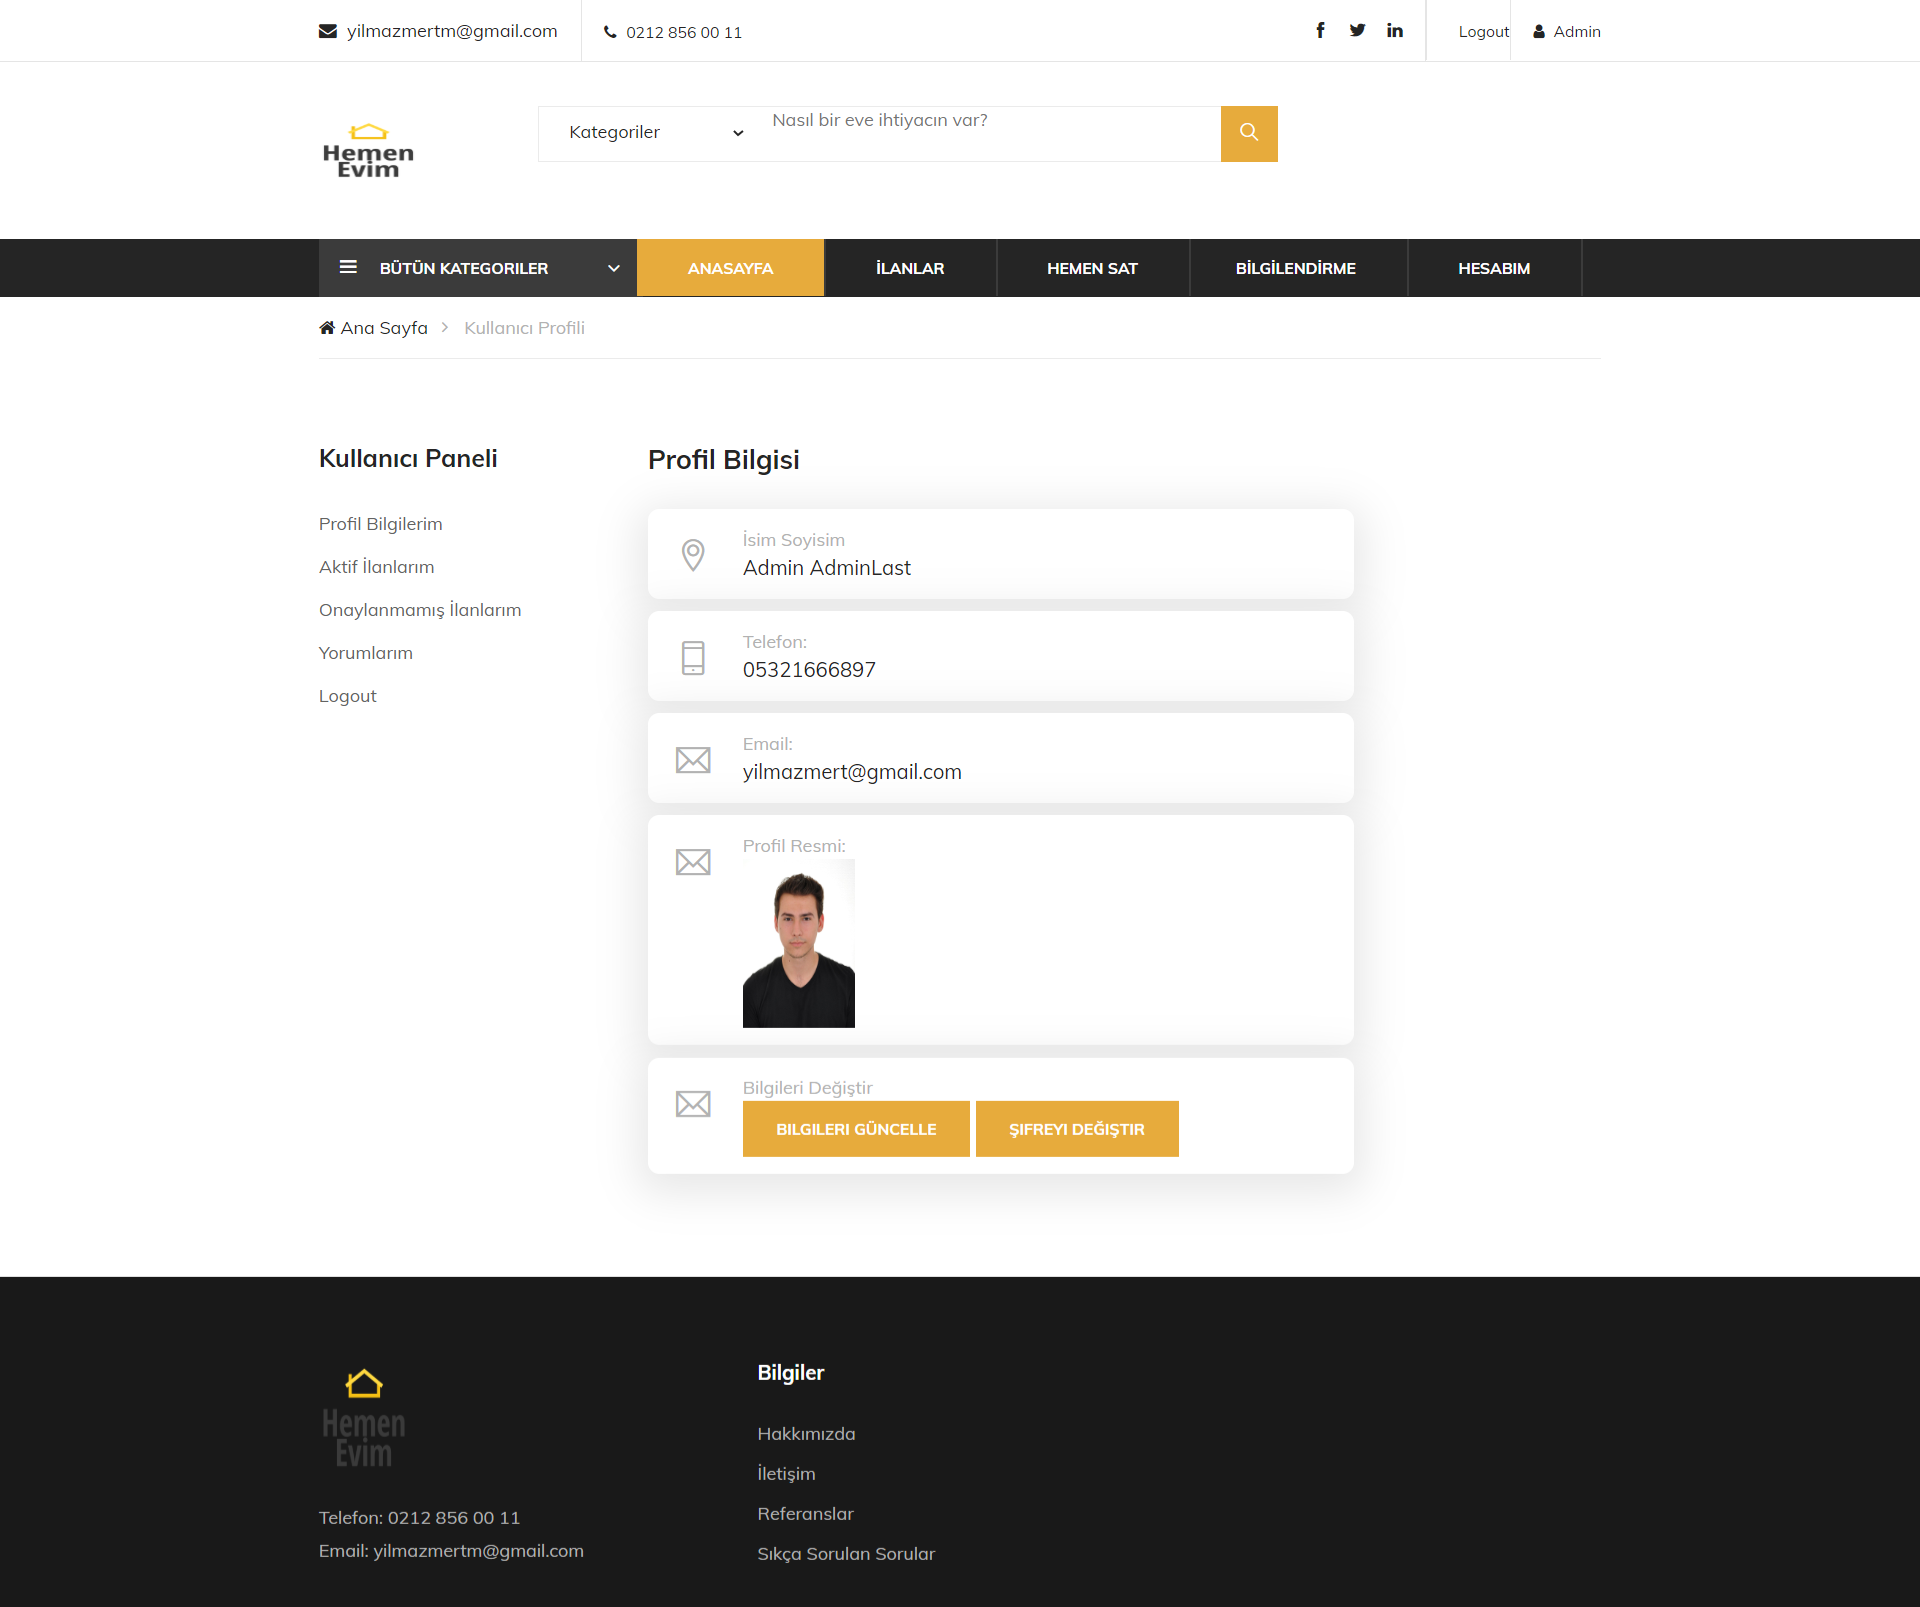 yilmazmertm@gmail.com
0212 856 00 11
Logout
Admin
Hemen
Evim
Kategoriler
Nasıl bir eve ihtiyacın var?
BÜTÜN KATEGORILER
ANASAYFA
İLANLAR
HEMEN SAT
BİLGİLENDİRME
HESABIM
Ana Sayfa
Kullanıcı Profili
Kullanıcı Paneli
Profil Bilgilerim
Aktif İlanlarım
Onaylanmamış İlanlarım
Yorumlarım
Logout
Profil Bilgisi
İsim Soyisim
Admin AdminLast
Telefon:
05321666897
Email:
yilmazmert@gmail.com
Profil Resmi:
Bilgileri Değiştir
BILGILERI GÜNCELLE
ŞIFREYI DEĞIŞTIR
Hemen
Evim
Telefon: 0212 856 00 11
Email: yilmazmertm@gmail.com
Bilgiler
Hakkımızda
İletişim
Referanslar
Sıkça Sorulan Sorular